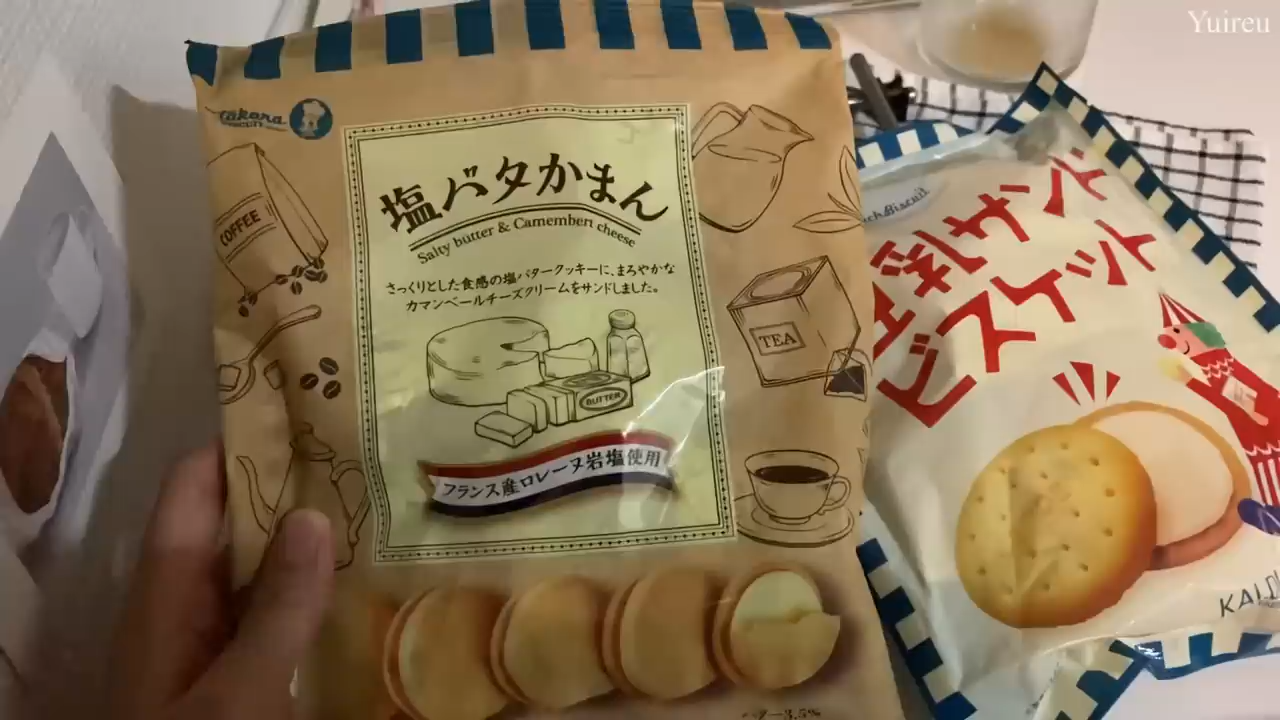 Yuireu
Takara
COFFEE
塩バタかまん
Salty butter & Camembert cheese
さっくりとした食感の塩バタークッキーに、まろやかな
カマンベールチーズクリームをサンドしました。
BUTTER
フランス産ロレーヌ岩塩使用
TEA
Biscuit
乳サンド
ビスケット
KALDI